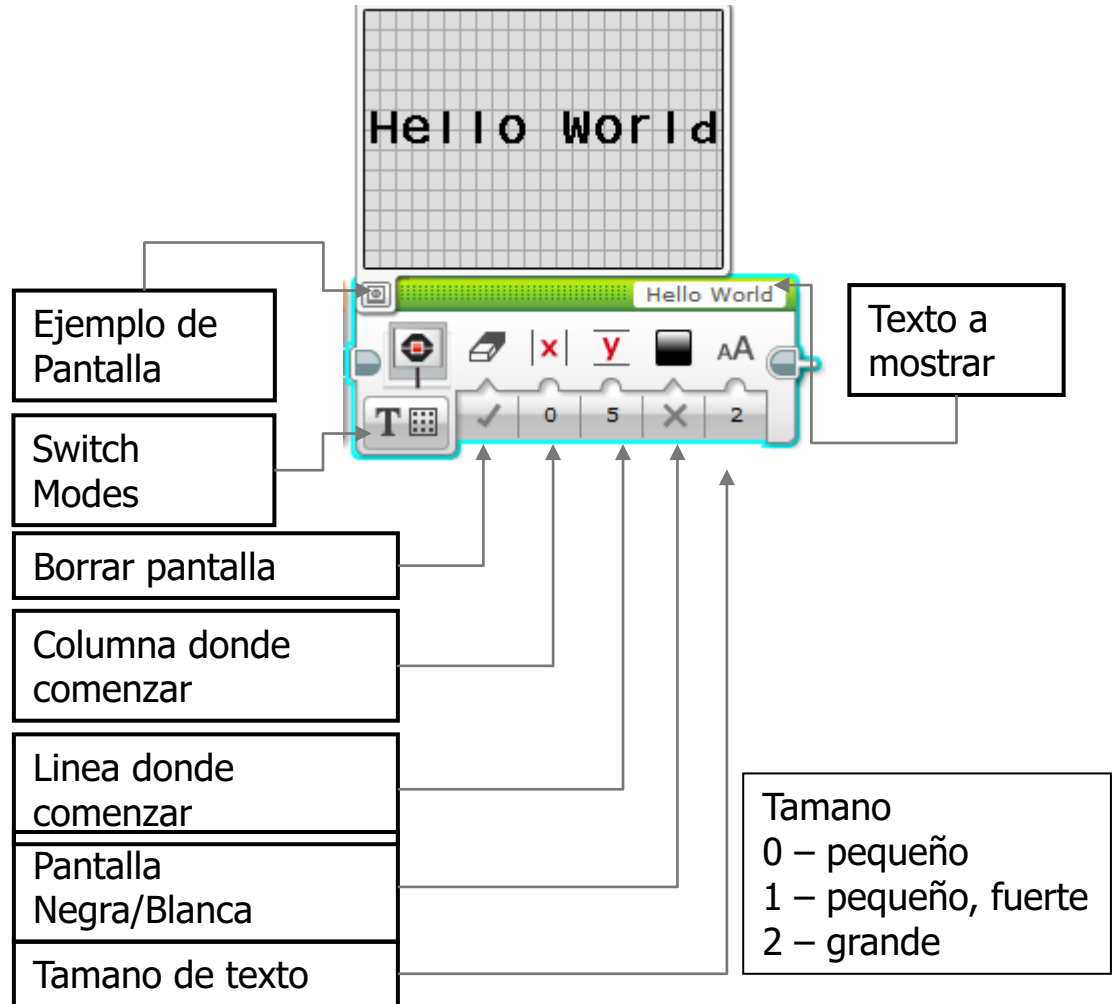 Hello World
Hello World
Ejemplo de
Pantalla
Texto a
mostrar
x
y
AA
T
0
5
2
Switch
Modes
Borrar pantalla
Columna donde
comenzar
Linea donde
comenzar
Pantalla
Negra/Blanca
Tamano de texto
Tamano
0 – pequeño
1 – pequeño, fuerte
2 – grande